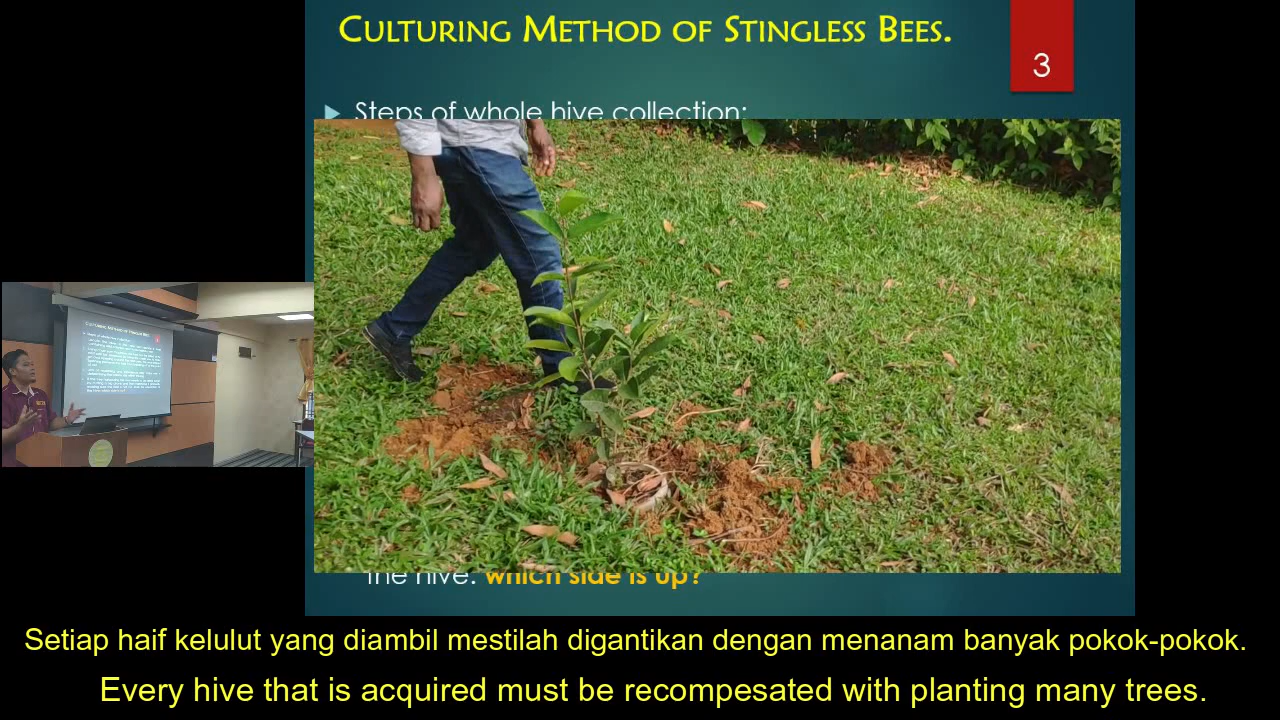 CULTURING METHOD OF STINGLESS BEES.
3
Steps of whole hive collection:
the hive. which side is up?
Setiap haif kelulut yang diambil mestilah digantikan dengan menanam banyak pokok-pokok.
Every hive that is acquired must be recompesated with planting many trees.